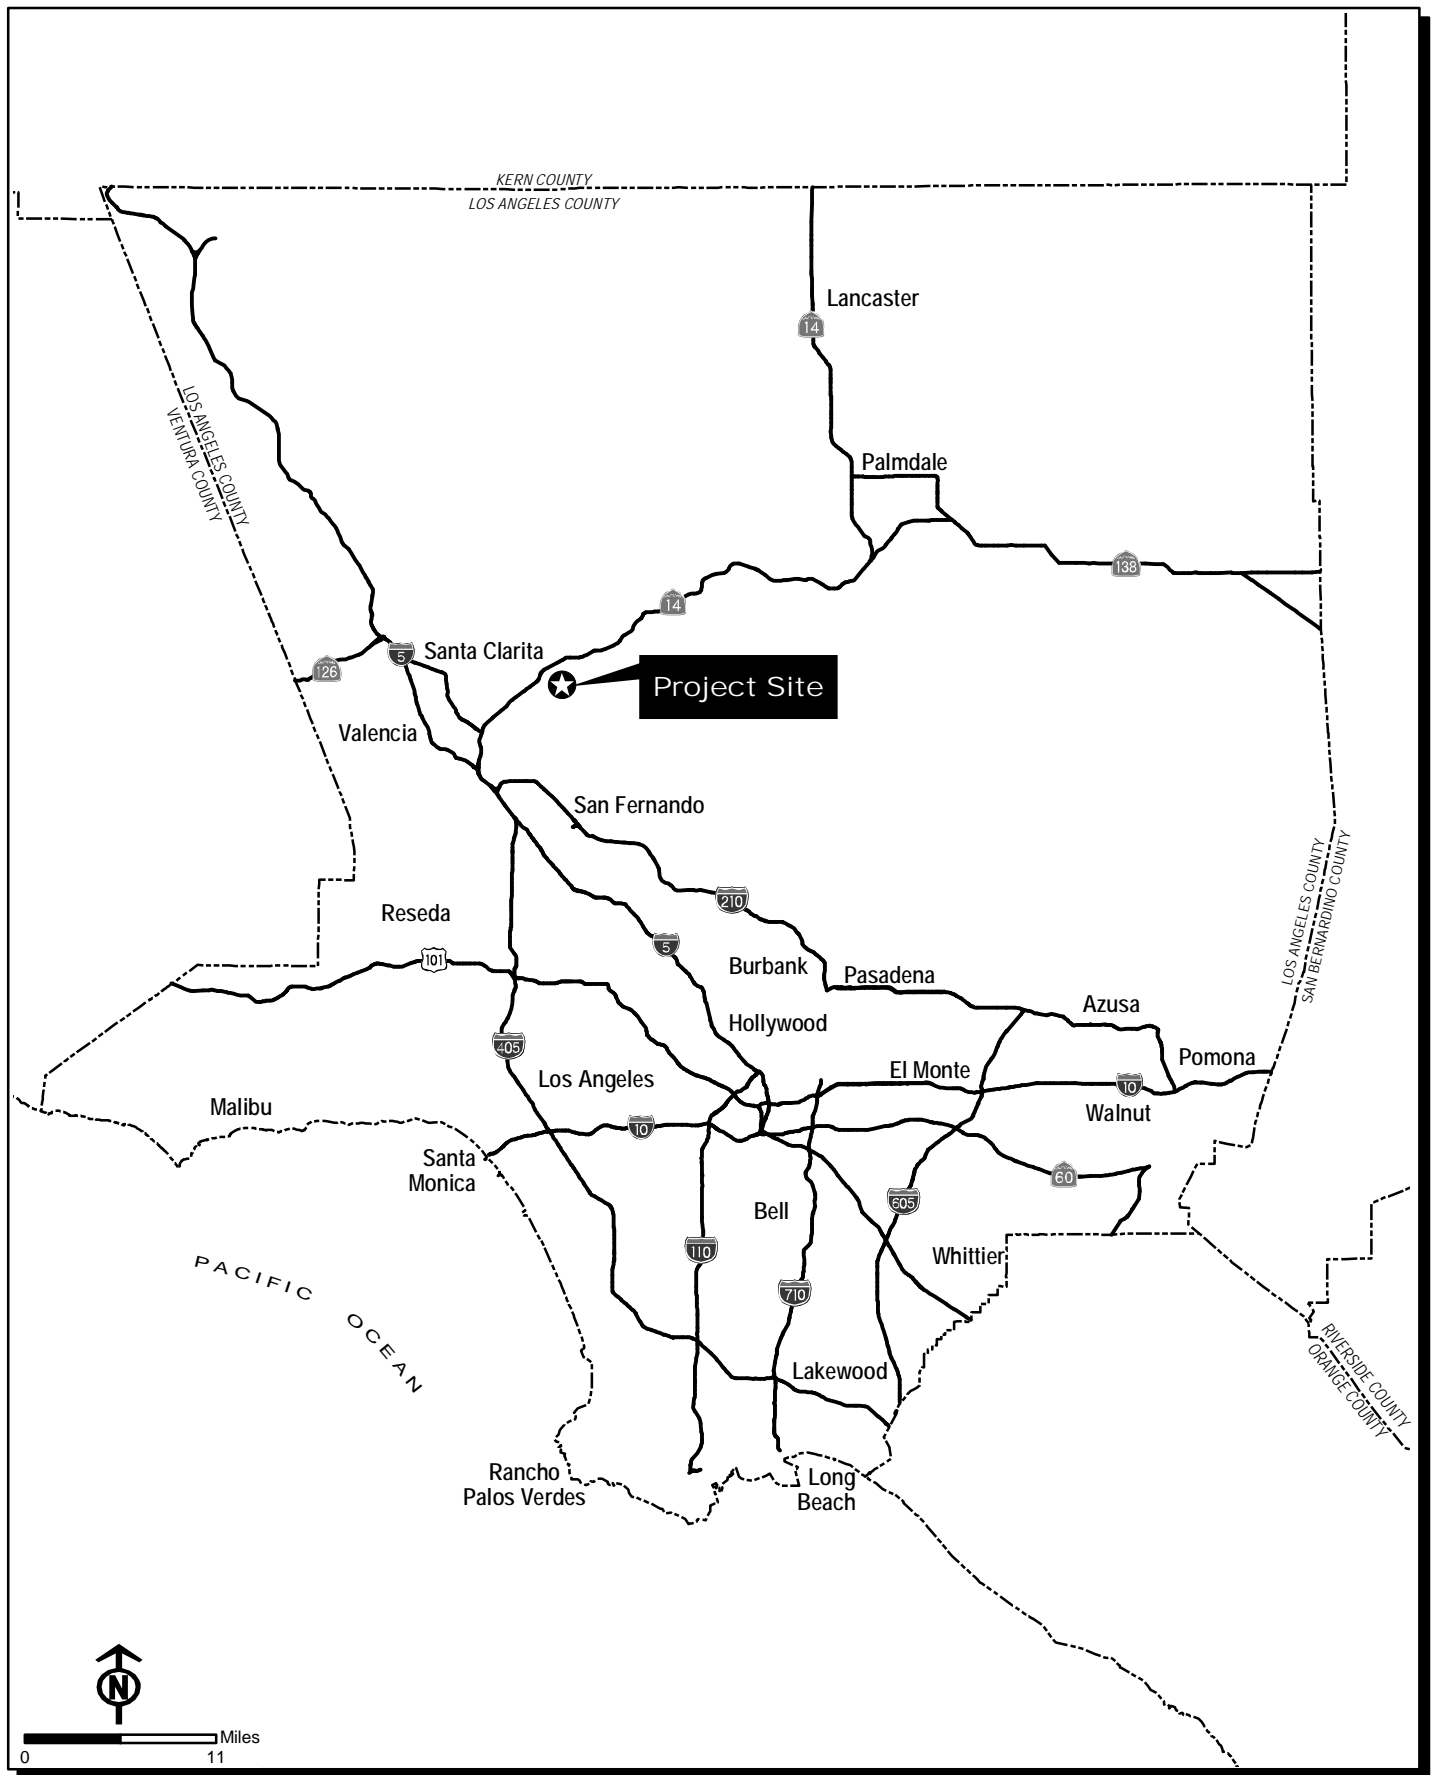 KERN COUNTY
LOS ANGELES COUNTY
Lancaster
14
LOS ANGELES COUNTY
VENTURA COUNTY
Palmdale
138
14
Santa Clarita
5
126
Project Site
Valencia
San Fernando
LOS ANGELES COUNTY
SAN BERNARDINO COUNTY
210
Reseda
5
101
Burbank
Pasadena
Azusa
Hollywood
405
Pomona
El Monte
Los Angeles
10
Malibu
Walnut
10
Santa
Monica
60
605
Bell
110
Whittier
PACIFIC OCEAN
710
Lakewood
RIVERSIDE COUNTY
ORANGE COUNTY
Rancho
Palos Verdes
Long
Beach
N
Miles
0 11